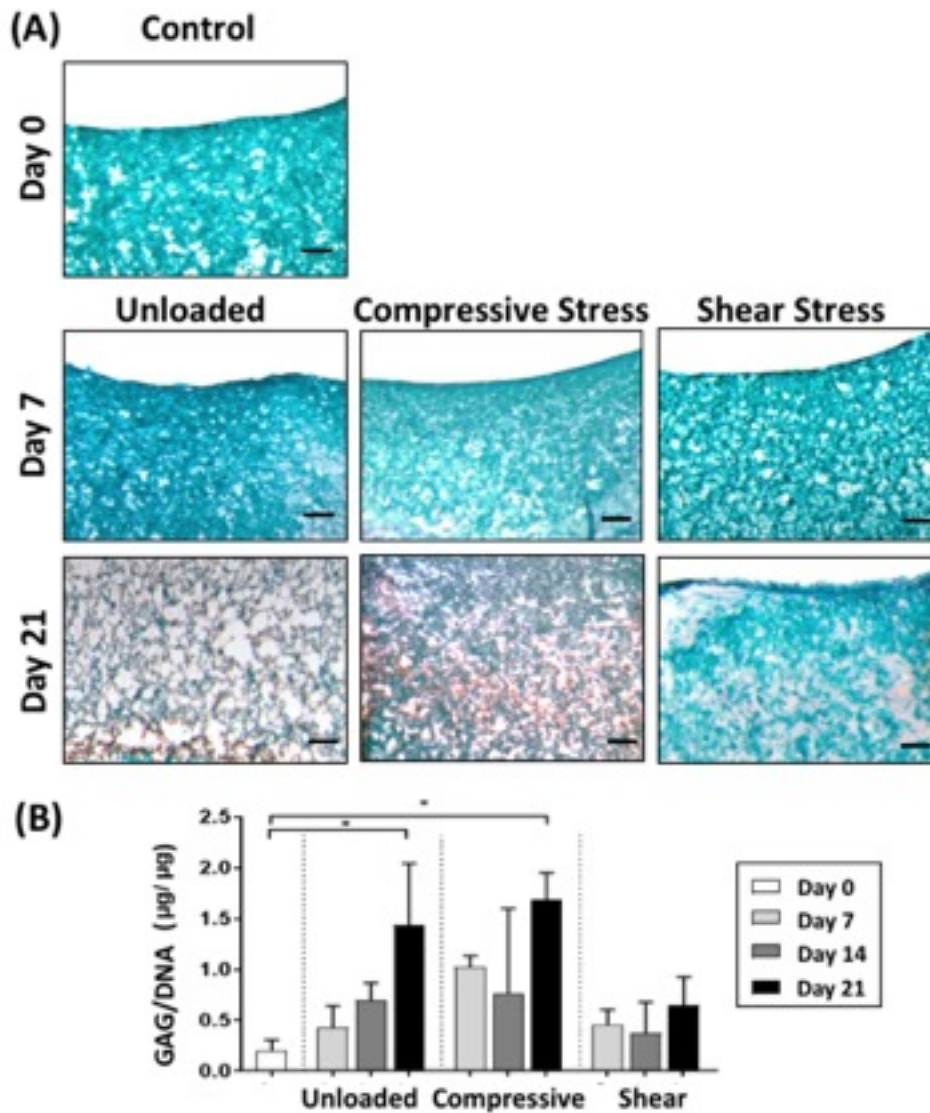 (A)
Control
Day 0
Unloaded
Compressive Stress
Shear Stress
Day 7
Day 21
(B)
GAG/DNA (µg/ µg)
2.5
2.0
1.5
1.0
0.5
0.0
*
*
Unloaded
Compressive
Shear
Day 0
Day 7
Day 14
Day 21